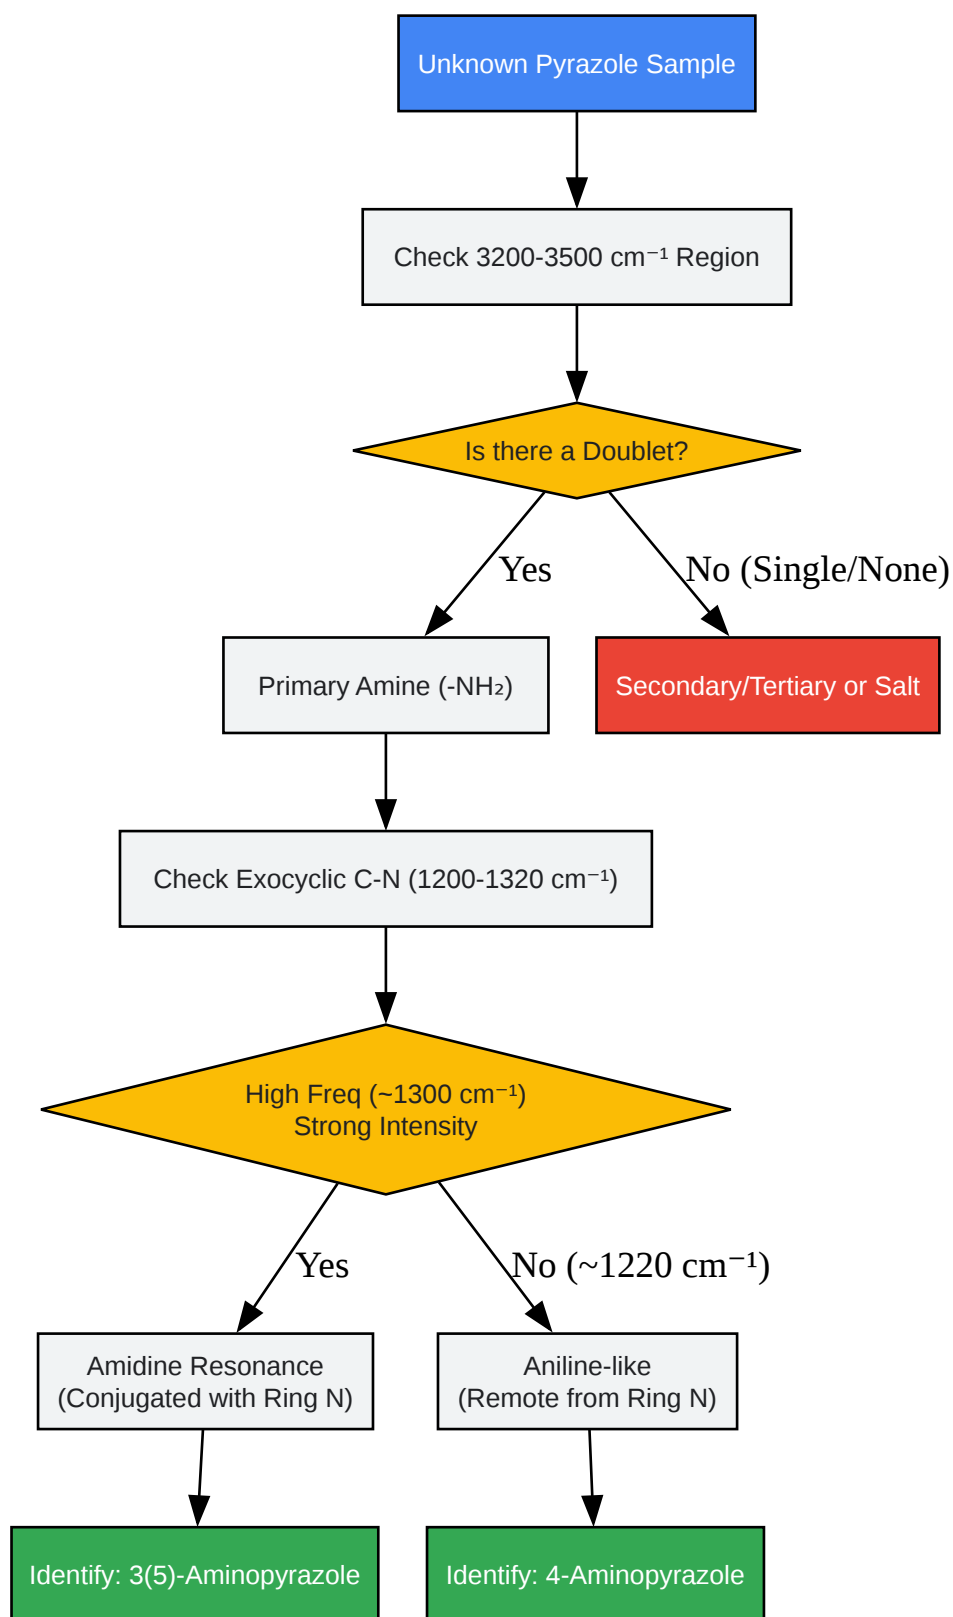 Unknown Pyrazole Sample
Check 3200-3500 cm⁻¹ Region
Is there a Doublet?
Yes
No (Single/None)
Primary Amine (-NH₂)
Secondary/Tertiary or Salt
Check Exocyclic C-N (1200-1320 cm⁻¹)
High Freq (~1300 cm⁻¹)
Strong Intensity
Yes
No (~1220 cm⁻¹)
Amidine Resonance
(Conjugated with Ring N)
Aniline-like
(Remote from Ring N)
Identify: 3(5)-Aminopyrazole
Identify: 4-Aminopyrazole